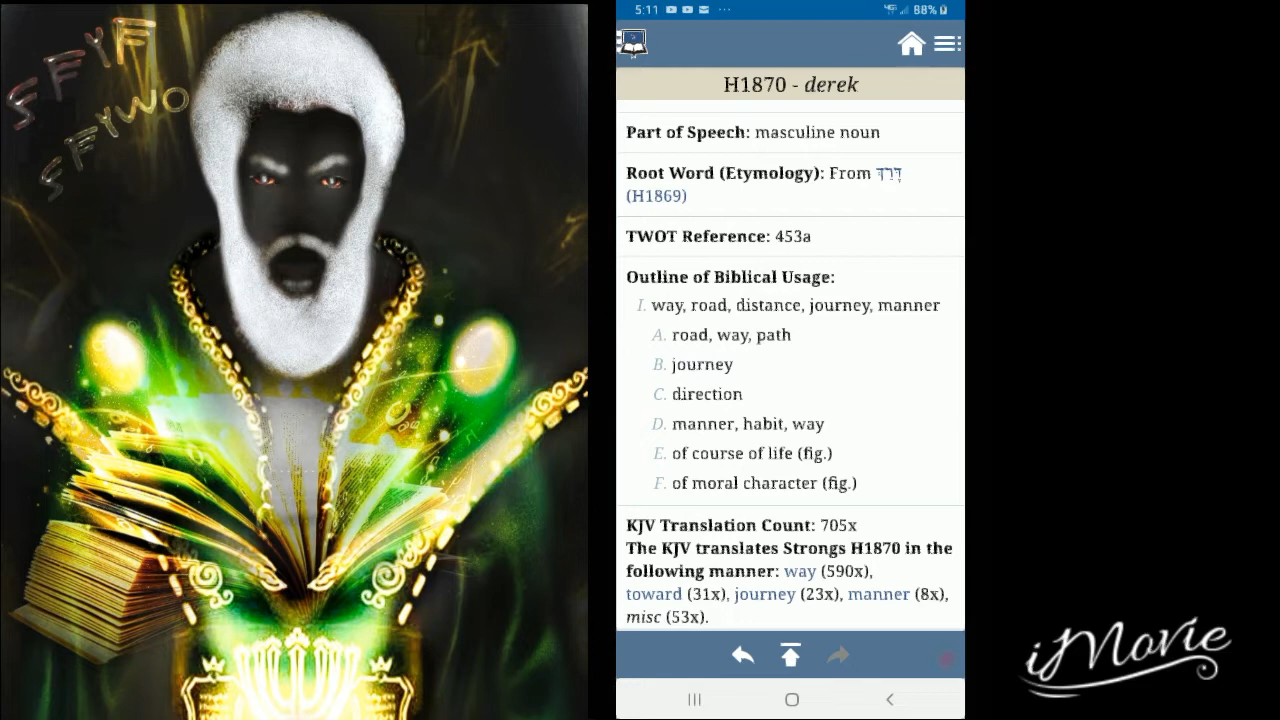 SFYF
SFYWO
5:11
88%
H1870 - derek
Part of Speech: masculine noun
Root Word (Etymology): From דָּרַךְ
(H1869)
TWOT Reference: 453a
Outline of Biblical Usage:
I. way, road, distance, journey, manner
A. road, way, path
B. journey
C. direction
D. manner, habit, way
E. of course of life (fig.)
F. of moral character (fig.)
KJV Translation Count: 705x
The KJV translates Strongs H1870 in the
following manner: way (590x),
toward (31x), journey (23x), manner (8x),
misc (53x).
iMovie